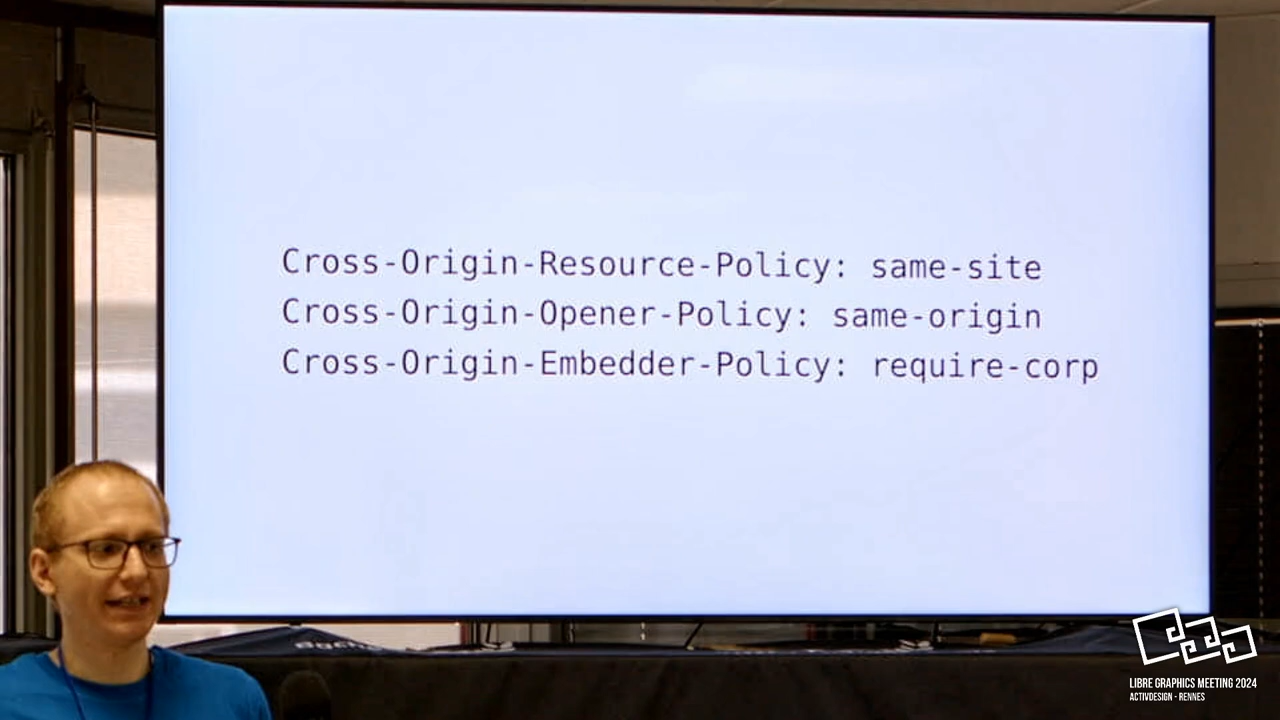 Cross-Origin-Resource-Policy: same-site
Cross-Origin-Opener-Policy: same-origin
Cross-Origin-Embedder-Policy: require-corp
LIBRE GRAPHICS MEETING 2024
ACTIVDESIGN - RENNES